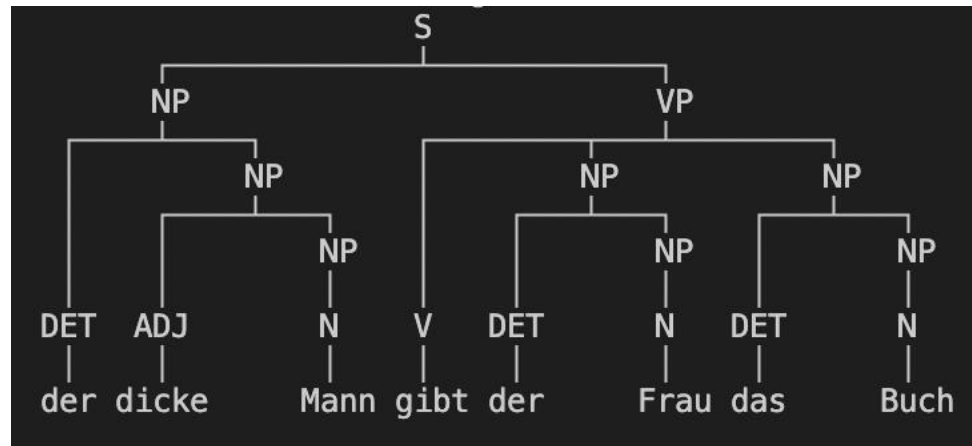 S
NP VP
NP NP NP
NP NP NP
DET ADJ N V DET N DET N
der dicke Mann gibt der Frau das Buch